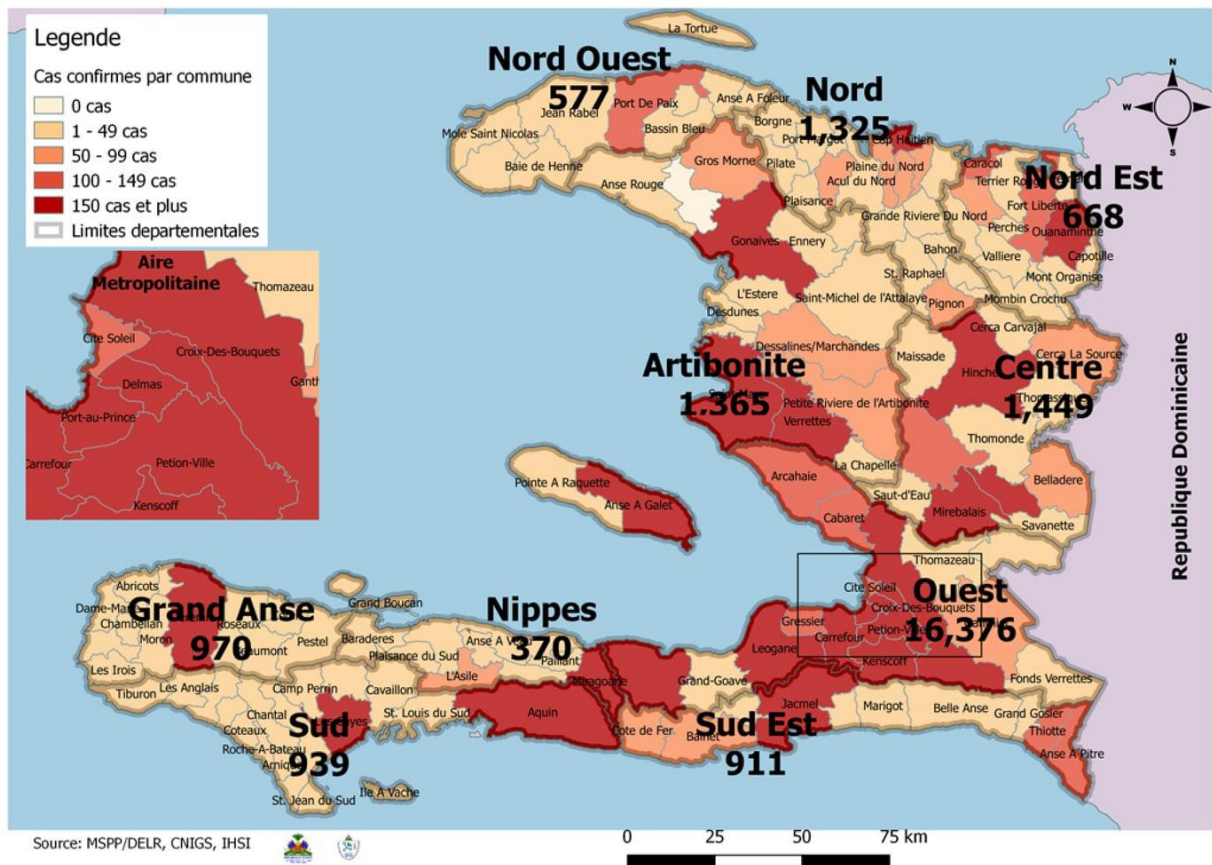 Legende
Cas confirmes par commune
0 cas
1 - 49 cas
50 - 99 cas
100 - 149 cas
150 cas et plus
Limites departementales
Aire
Metropolitaine
Thomazeau
Cite Soleil
Croix-Des-Bouquets
Delmas
Port-au-Prince
Carrefour
Petion-Ville
Kenscoff
La Tortue
Nord Ouest
577
Port De Paix
Jean Rabel
Anse A Foleur
Mole Saint Nicolas
Bassin Bleu
Baie de Henne
Nord
1,325
Borgne
Port Margot
Cap Haitien
Pilate
Plaine du Nord
Acul du Nord
Plaisance
Grande Riviere Du Nord
Bahon
St. Raphael
Pignon
Nord Est
668
Caracol
Terrier Rouge
Fort Liberte
Perches
Ouanaminthe
Capotille
Valliere
Mont Organise
Mombin Crochu
Gros Morne
Anse Rouge
Gonaives
Ennery
Saint-Michel de l'Attalaye
L'Estere
Desdunes
Dessalines/Marchandes
Artibonite
1,365
Petite Riviere de l'Artibonite
Verrettes
La Chapelle
Cerca Carvajal
Maissade
Cerca La Source
Centre
1,449
Thomonde
Belladere
Saut-d'Eau
Mirebalais
Savanette
Arcahaie
Cabaret
Pointe A Raquette
Anse A Galet
Thomazeau
Cite Soleil
Ouest
16,376
Croix-Des-Bouquets
Gressier
Carrefour
Leogane
Kenscoff
Grand-Goave
Fonds Verrettes
Abricots
Grand Anse
970
Chambellan
Moron
Roseaux
Pestel
Les Irois
Grand Boucan
Baraderes
Nippes
370
Plaisance du Sud
Paillant
L'Asile
Miragoane
Tiburon
Les Anglais
Camp Perrin
Cavaillon
St. Louis du Sud
Aquin
Chantal
Coteaux
Sud
939
Roche-A-Bateau
St. Jean du Sud
Ile A Vache
Cote de Fer
Bainet
Jacmel
Sud Est
911
Marigot
Belle Anse
Grand Gosier
Thiotte
Anse A Pitre
Republique Dominicaine
N
W
E
S
Source: MSPP/DELR, CNIGS, IHSI
0 25 50 75 km